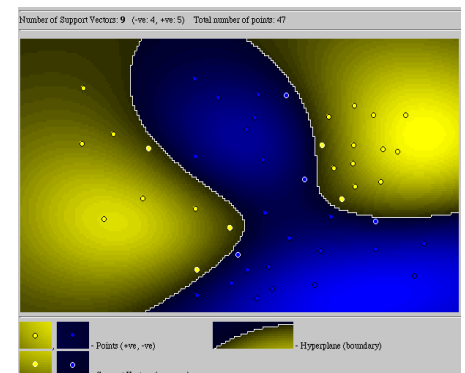 Number of Support Vectors: 9 (-ve: 4, +ve: 5) Total number of points: 47
, - Points (+ve, -ve)
- Hyperplane (boundary)